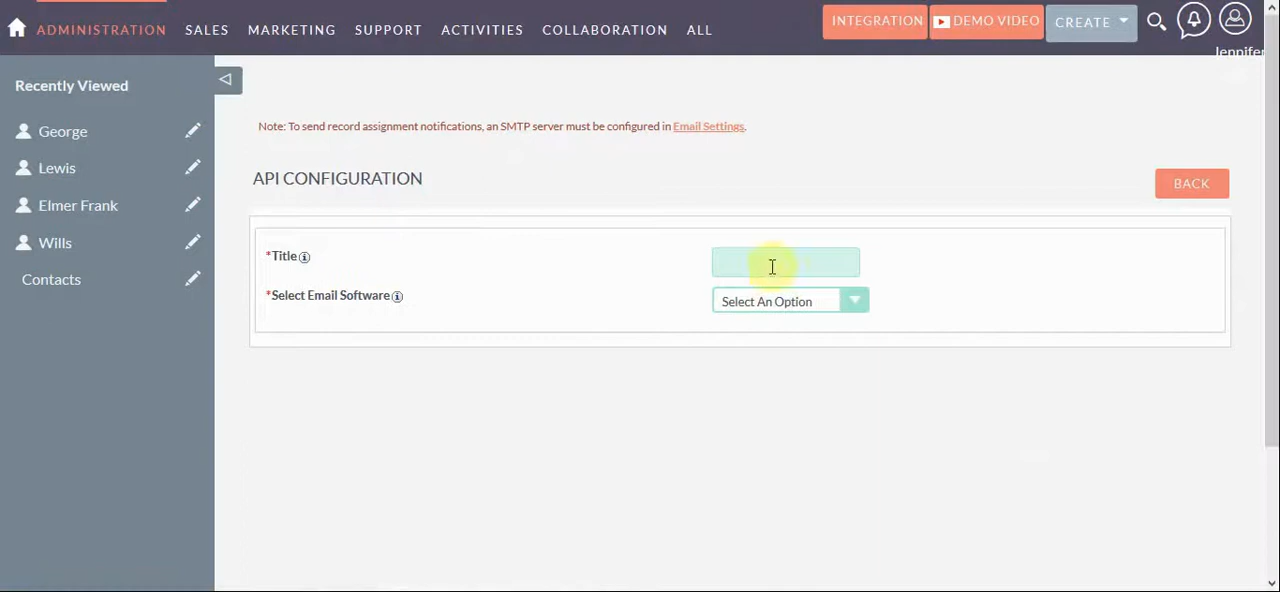 ADMINISTRATION SALES MARKETING SUPPORT ACTIVITIES COLLABORATION ALL INTEGRATION DEMO VIDEO CREATE
Jennifer
Recently Viewed
George
Lewis
Elmer Frank
Wills
Contacts
Note: To send record assignment notifications, an SMTP server must be configured in Email Settings.
API CONFIGURATION
BACK
*Title
*Select Email Software
Select An Option